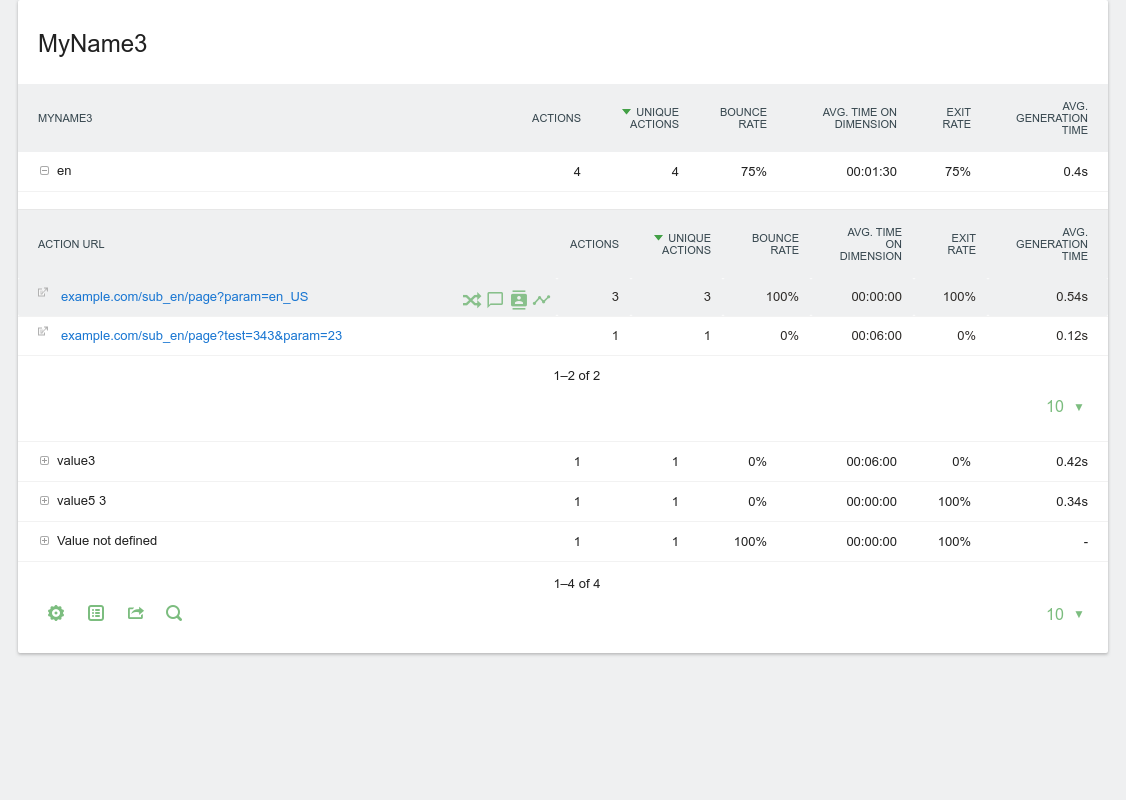 MyName3
MYNAME3 ACTIONS UNIQUE ACTIONS BOUNCE RATE AVG. TIME ON DIMENSION EXIT RATE AVG. GENERATION TIME
en 4 4 75% 00:01:30 75% 0.4s
ACTION URL ACTIONS UNIQUE ACTIONS BOUNCE RATE AVG. TIME ON DIMENSION EXIT RATE AVG. GENERATION TIME
example.com/sub_en/page?param=en_US 3 3 100% 00:00:00 100% 0.54s
example.com/sub_en/page?test=343&param=23 1 1 0% 00:06:00 0% 0.12s
1–2 of 2
10
value3 1 1 0% 00:06:00 0% 0.42s
value5 3 1 1 0% 00:00:00 100% 0.34s
Value not defined 1 1 100% 00:00:00 100% -
1–4 of 4
10